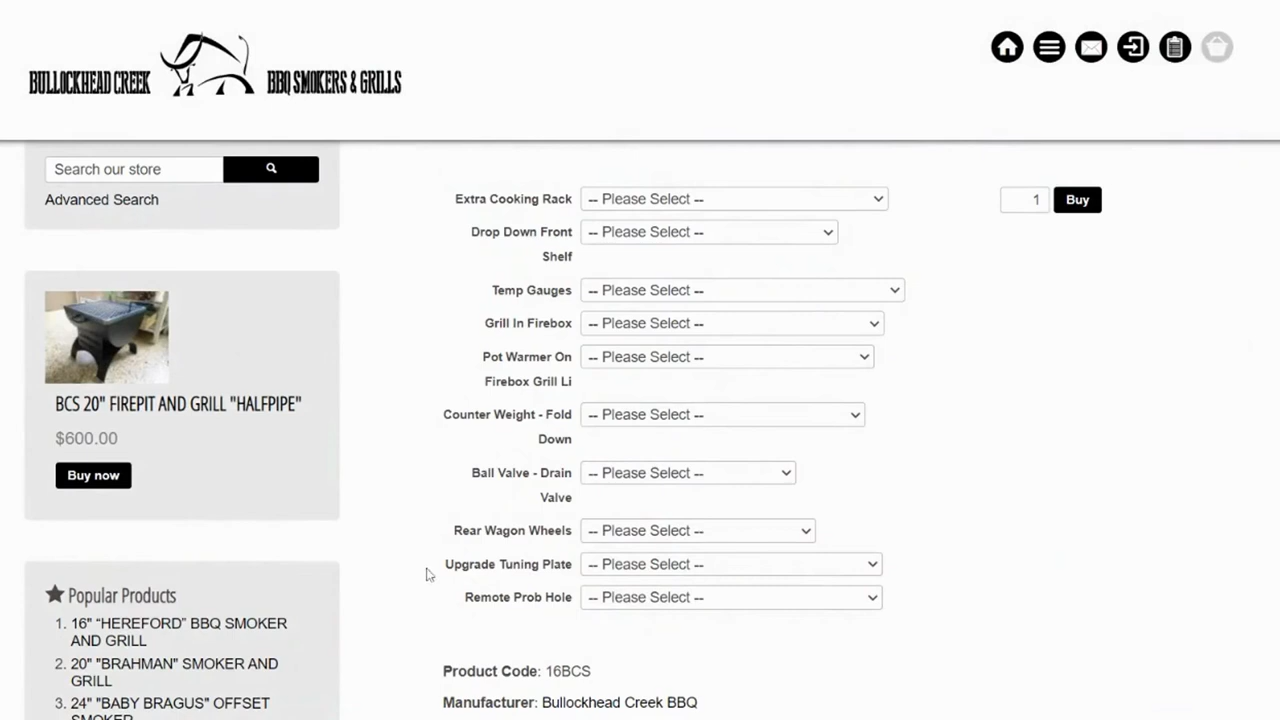 BULLOCKHEAD CREEK BBQ SMOKERS & GRILLS
Search our store
Advanced Search
BCS 20" FIREPIT AND GRILL "HALFPIPE"
$600.00
Buy now
Popular Products
1. 16" “HEREFORD” BBQ SMOKER
AND GRILL
2. 20" "BRAHMAN" SMOKER AND
GRILL
3. 24" "BABY BRAGUS" OFFSET
SMOKER
Extra Cooking Rack -- Please Select --
Drop Down Front -- Please Select --
Shelf
Temp Gauges -- Please Select --
Grill In Firebox -- Please Select --
Pot Warmer On -- Please Select --
Firebox Grill Li
Counter Weight - Fold -- Please Select --
Down
Ball Valve - Drain -- Please Select --
Valve
Rear Wagon Wheels -- Please Select --
Upgrade Tuning Plate -- Please Select --
Remote Prob Hole -- Please Select --
1 Buy
Product Code: 16BCS
Manufacturer: Bullockhead Creek BBQ